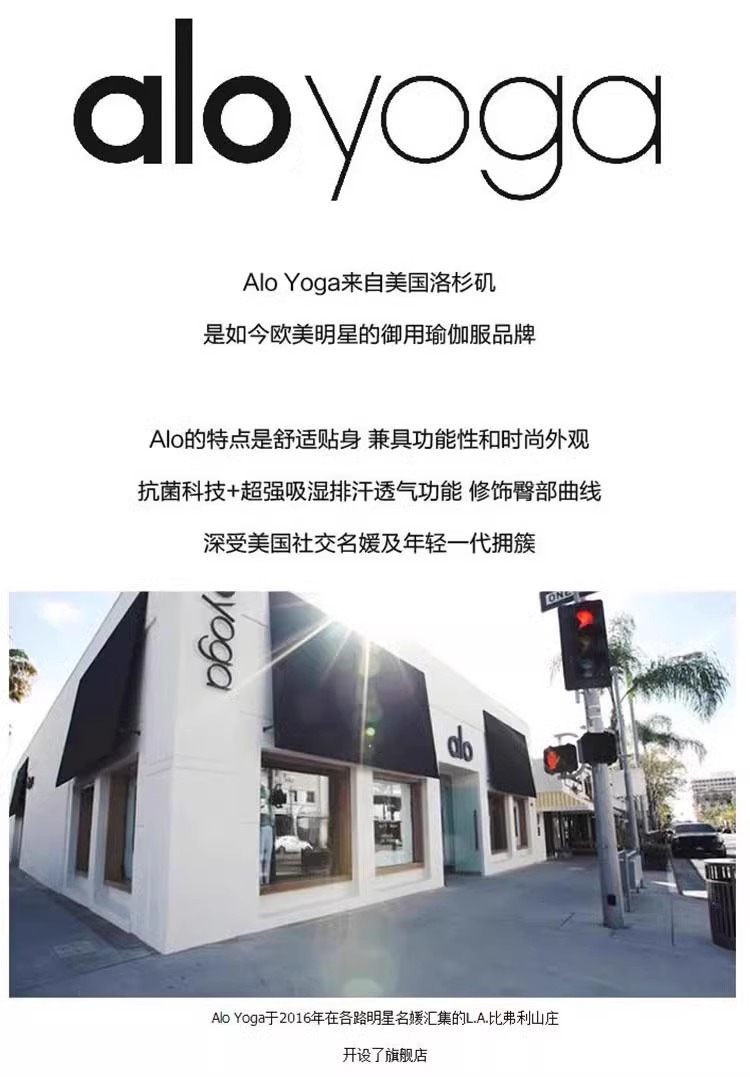 alo yoga
Alo Yoga来自美国洛杉矶
是如今欧美明星的御用瑜伽服品牌
Alo的特点是舒适贴身 兼具功能性和时尚外观
抗菌科技+超强吸湿排汗透气功能 修饰臀部曲线
深受美国社交名媛及年轻一代拥簇
ONE
yoga
alo
Alo Yoga于2016年在各路明星名媛汇集的L.A.比弗利山庄
开设了旗舰店